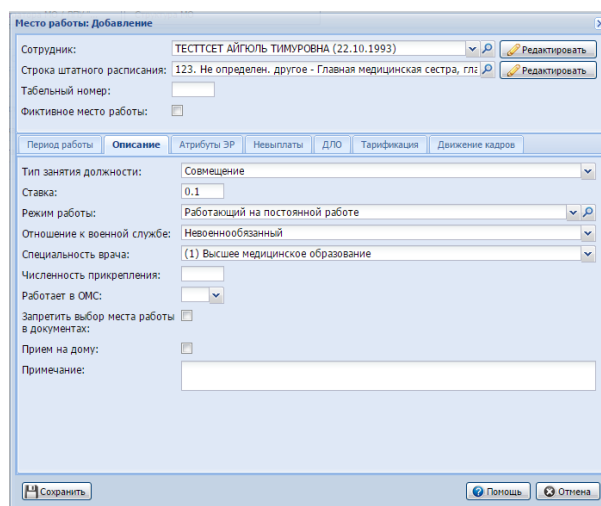 Место работы: Добавление
Сотрудник: ТЕСТТСЕТ АЙГЮЛЬ ТИМУРОВНА (22.10.1993) Редактировать
Строка штатного расписания: 123. Не определен. другое - Главная медицинская сестра, гла Редактировать
Табельный номер:
Фиктивное место работы:
Период работы Описание Атрибуты ЭР Невыплаты ДЛО Тарификация Движение кадров
Тип занятия должности: Совмещение
Ставка: 0.1
Режим работы: Работающий на постоянной работе
Отношение к военной службе: Невоеннообязанный
Специальность врача: (1) Высшее медицинское образование
Численность прикрепления:
Работает в ОМС:
Запретить выбор места работы
в документах:
Прием на дому:
Примечание:
Сохранить Помощь Отмена